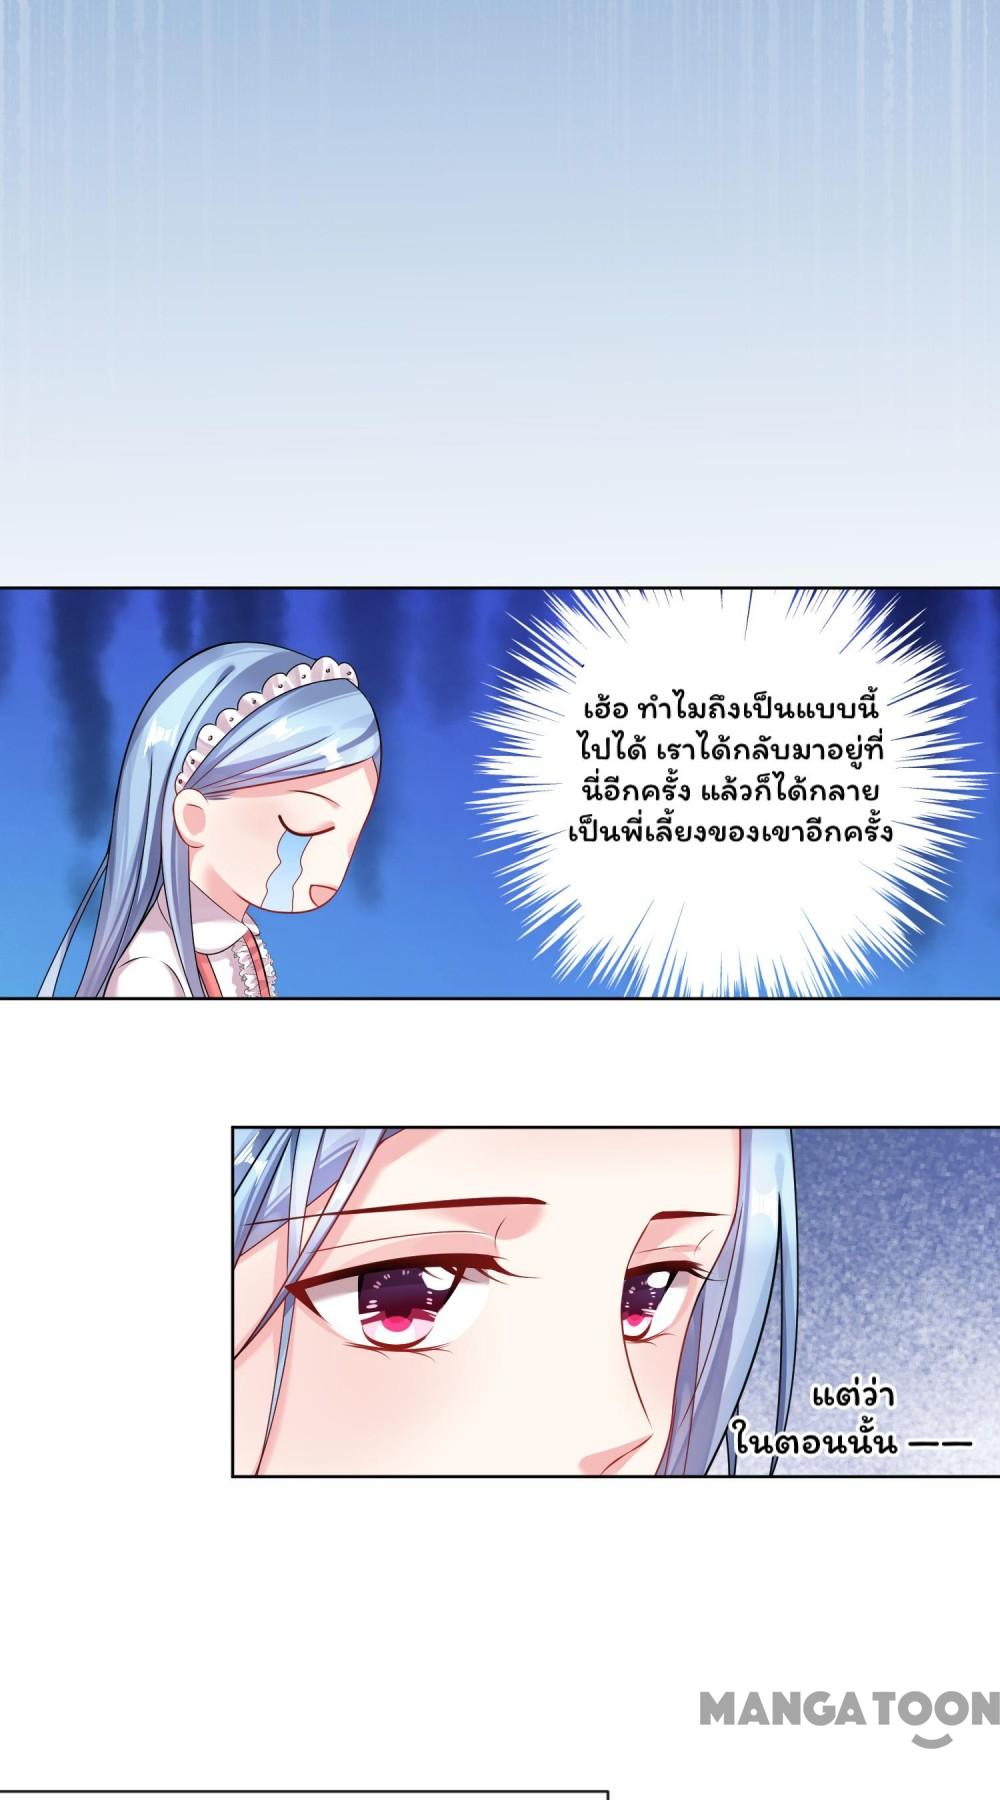 เฮ้อ ทำไมถึงเป็นแบบนี้
ไปได้ เราได้กลับมาอยู่ที่
นี่อีกครั้ง แล้วก็ได้กลาย
เป็นพี่เลี้ยงของเขาอีกครั้ง
แต่ว่า
ในตอนนั้น ——
MANGATOON